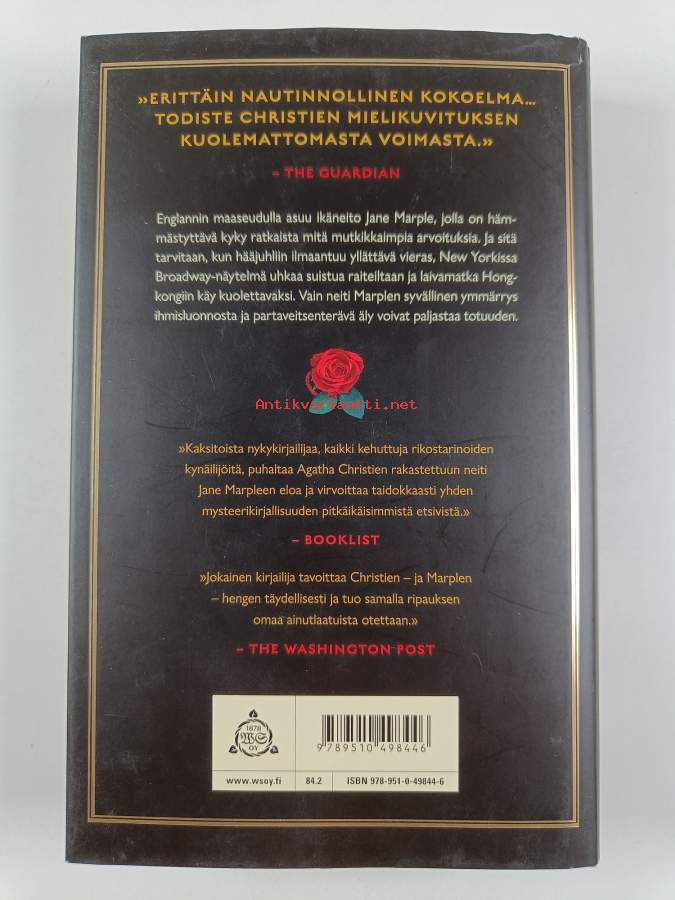 »ERITTÄIN NAUTINNOLLINEN KOKOELMA...
TODISTE CHRISTIEN MIELIKUVITUKSEN
KUOLEMATTOMASTA VOIMASTA.»
– THE GUARDIAN
Englannin maaseudulla asuu ikäneito Jane Marple, jolla on häm-
mästyttävä kyky ratkaista mitä mutkikkaimpia arvoituksia. Ja sitä
tarvitaan, kun hääjuhliin ilmaantuu yllättävä vieras, New Yorkissa
Broadway-näytelmä uhkaa suistua raiteiltaan ja laivamatka Hong-
kongiin käy kuolettavaksi. Vain neiti Marplen syvällinen ymmärrys
ihmisluonnosta ja partaveitsenterävä äly voivat paljastaa totuuden.
Antikvariaatti.net
»Kaksitoista nykykirjailijaa, kaikki kehuttuja rikostarinoiden
kynäilijöitä, puhaltaa Agatha Christien rakastettuun neiti
Jane Marpleen eloa ja virvoittaa taidokkaasti yhden
mysteerikirjallisuuden pitkäikäisimmistä etsivistä.»
– BOOKLIST
»Jokainen kirjailija tavoittaa Christien – ja Marplen
– hengen täydellisesti ja tuo samalla ripauksen
omaa ainutlaatuista otettaan.»
– THE WASHINGTON POST
1878
WS
OY
9 789510 498446
www.wsoy.fi
84.2
ISBN 978-951-0-49844-6